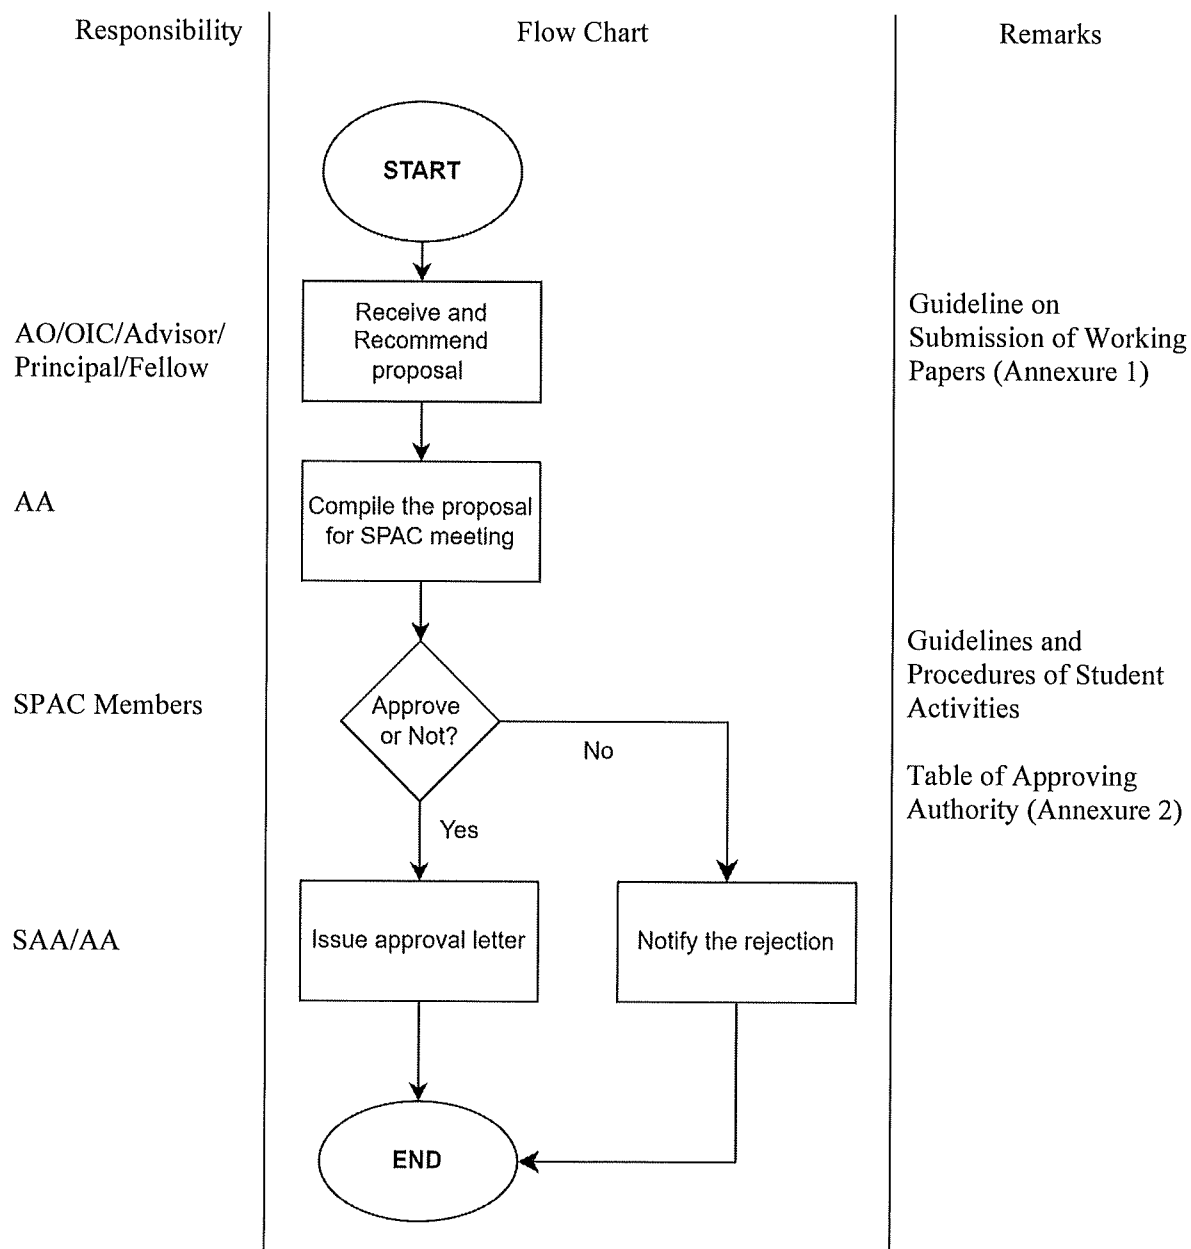 Responsibility
Flow Chart
Remarks
START
AO/OIC/Advisor/
Principal/Fellow
Receive and
Recommend
proposal
Guideline on
Submission of Working
Papers (Annexure 1)
AA
Compile the proposal
for SPAC meeting
SPAC Members
Approve
or Not?
No
Yes
Guidelines and
Procedures of Student
Activities
Table of Approving
Authority (Annexure 2)
SAA/AA
Issue approval letter
Notify the rejection
END